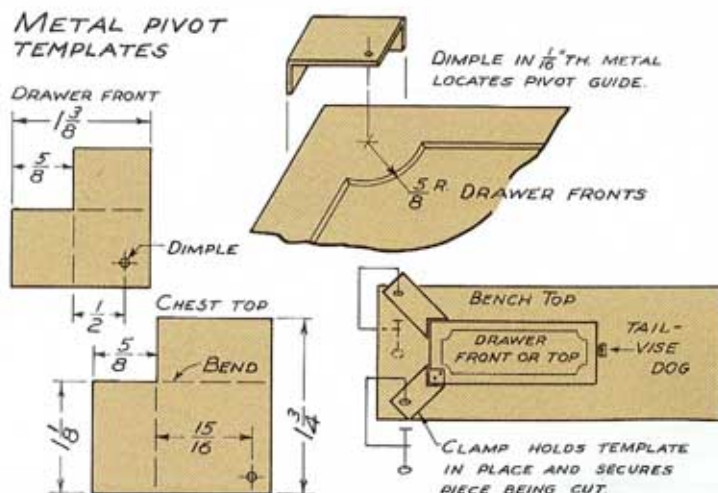 METAL PIVOT
TEMPLATES
DRAWER FRONT
1 3/8
5/8
DIMPLE
1/2
DIMPLE IN 1/16" TH. METAL
LOCATES PIVOT GUIDE.
5/8 R. DRAWER FRONTS
CHEST TOP
5/8
BEND
1 1/8
15/16
1 3/4
BENCH TOP
DRAWER
FRONT OR TOP
TAIL-
VISE
DOG
CLAMP HOLDS TEMPLATE
IN PLACE AND SECURES
PIECE BEING CUT